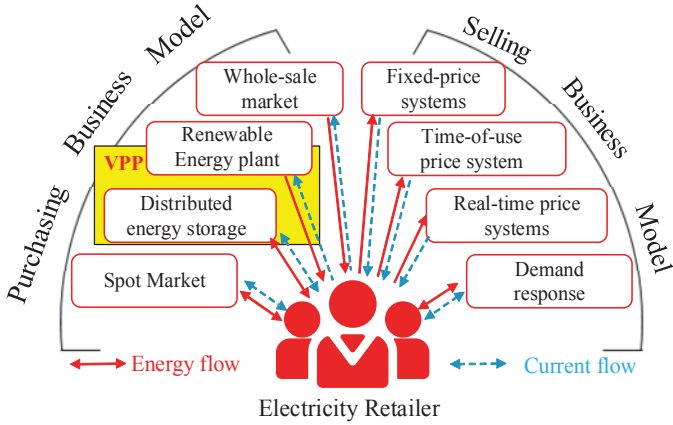 Purchasing Business Model
Selling Business Model
Whole-sale
market
Fixed-price
systems
Renewable
Energy plant
Time-of-use
price system
VPP
Distributed
energy storage
Real-time price
systems
Spot Market
Demand
response
Energy flow
Current flow
Electricity Retailer